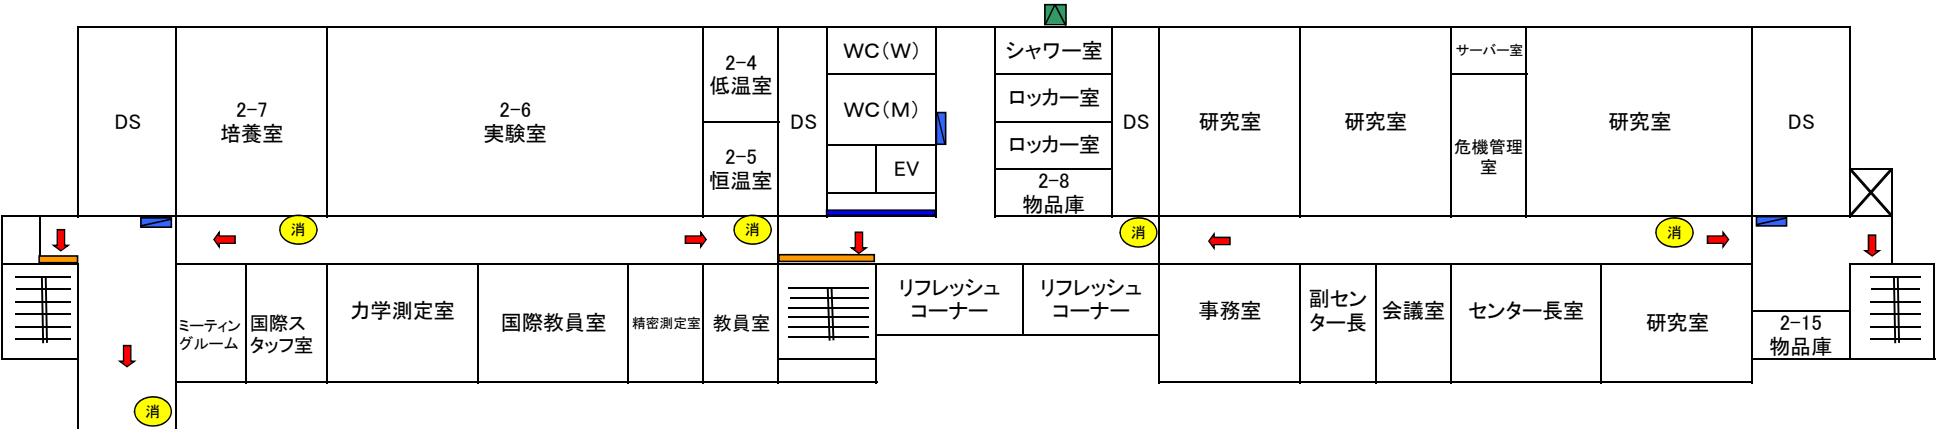 DS
2-7
培養室
2-6
実験室
2-4
低温室
2-5
恒温室
DS
WC(W)
WC(M)
EV
シャワー室
ロッカー室
ロッカー室
2-8
物品庫
DS
研究室
研究室
サーバー室
危機管理
室
研究室
DS
消
消
消
消
ミーティン
グルーム
国際ス
タッフ室
力学測定室
国際教員室
精密測定室
教員室
リフレッシュ
コーナー
リフレッシュ
コーナー
事務室
副セン
ター長
会議室
センター長室
研究室
2-15
物品庫
消